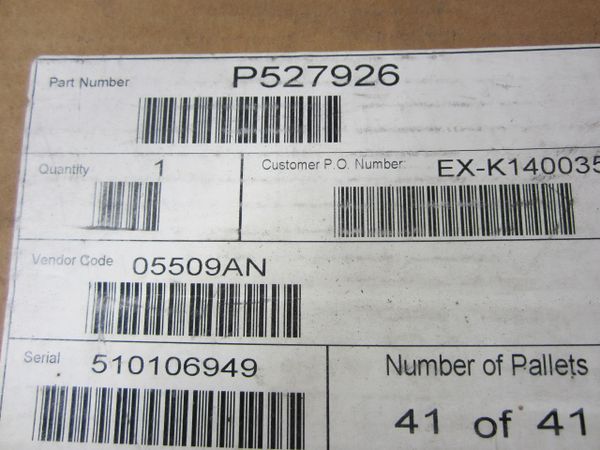 Part Number P527926
Quantity 1 Customer P.O. Number: EX-K140035
Vendor Code 05509AN
Serial 510106949 Number of Pallets
41 of 41